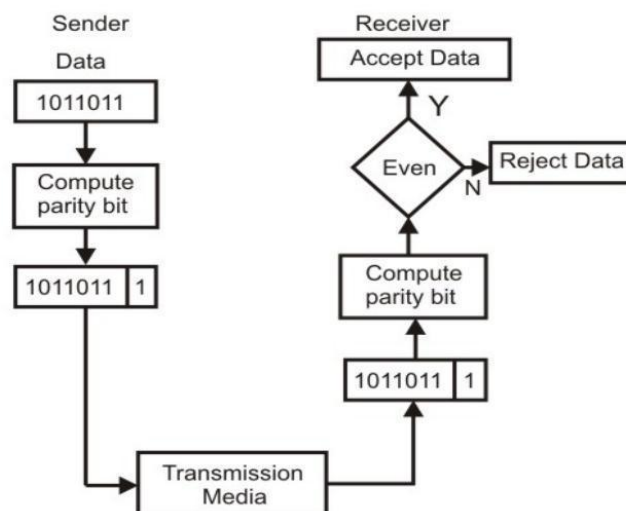 Sender
Data
1011011
Compute
parity bit
1011011 1
Transmission
Media
Receiver
Accept Data
Y
Even
N
Reject Data
Compute
parity bit
1011011 1